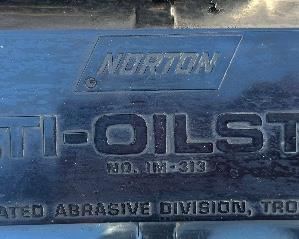 NORTON
TI-OILST
NO. IM-313
ATED ABRASIVE DIVISION, TRO